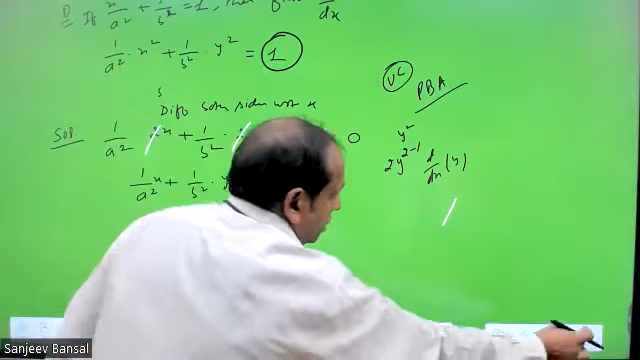 Q If x²/a² + y²/b² = 1, then find dy/dx
1/a² · x² + 1/b² · y² = 1
Diff both sides wrt x
Sol. 1/a² · 2x + 1/b² · = 0
1/a² x + 1/b² · y
VC PBA
y²
2y²⁻¹ d/dx (y)
Sanjeev Bansal